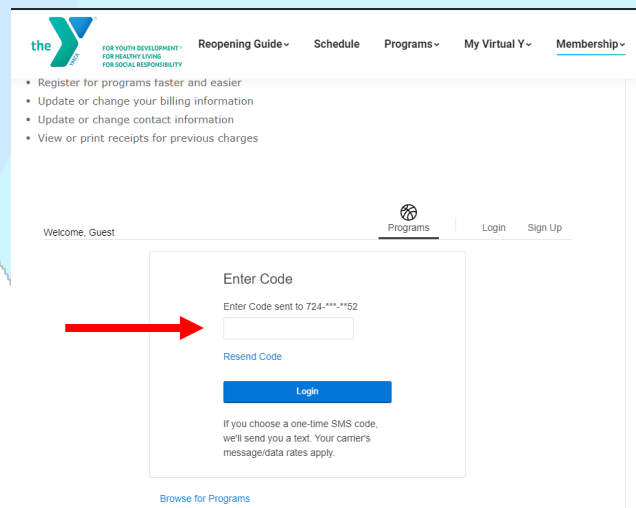 the
YMCA
FOR YOUTH DEVELOPMENT®
FOR HEALTHY LIVING
FOR SOCIAL RESPONSIBILITY
Reopening Guide
Schedule
Programs
My Virtual Y
Membership
• Register for programs faster and easier
• Update or change your billing information
• Update or change contact information
• View or print receipts for previous charges
Welcome, Guest
Programs
Login
Sign Up
Enter Code
Enter Code sent to 724-***-**52
Resend Code
Login
If you choose a one-time SMS code,
we'll send you a text. Your carrier's
message/data rates apply.
Browse for Programs